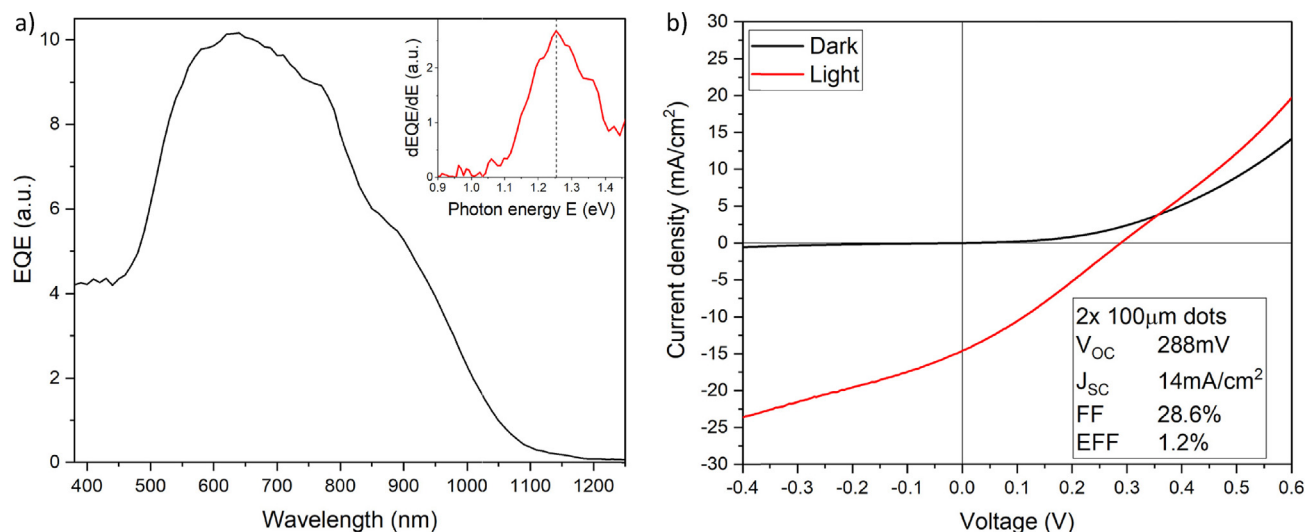 a)
EQE (a.u.)
10
8
6
4
2
0
400 500 600 700 800 900 1000 1100 1200
Wavelength (nm)
dEQE/dE (a.u.)
2
1
0
0.9 1.0 1.1 1.2 1.3 1.4
Photon energy E (eV)
b)
Current density (mA/cm²)
30
25
20
15
10
5
0
-5
-10
-15
-20
-25
-30
-0.4 -0.3 -0.2 -0.1 0.0 0.1 0.2 0.3 0.4 0.5 0.6
Voltage (V)
Dark
Light
2x 100μm dots
V_OC 288mV
J_SC 14mA/cm²
FF 28.6%
EFF 1.2%